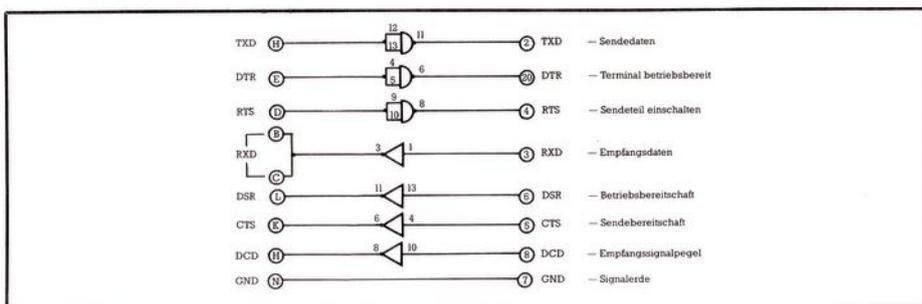 12
TXD H 13 11 2 TXD — Sendedaten
4
DTR E 5 6 20 DTR — Terminal betriebsbereit
9
RTS D 10 8 4 RTS — Sendeteil einschalten
B
RXD 3 1 3 RXD — Empfangsdaten
C
DSR L 11 13 6 DSR — Betriebsbereitschaft
CTS K 6 4 5 CTS — Sendebereitschaft
DCD H 8 10 8 DCD — Empfangssignalpegel
GND N 7 GND — Signalerde